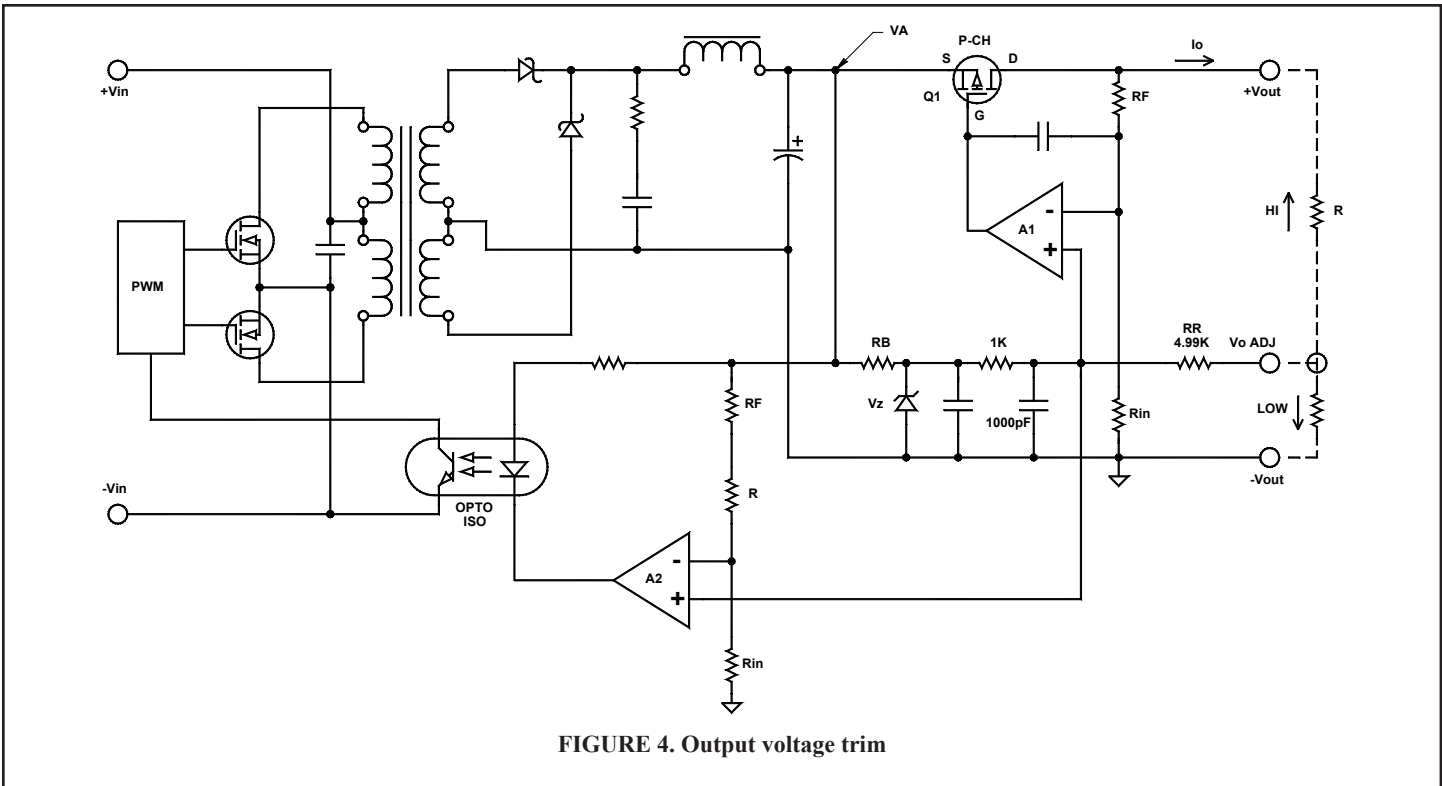 VA
P-CH
Io
S
D
+Vin
Q1
RF
+Vout
G
HI
R
A1
-
+
PWM
RB
1K
RR
4.99K
Vo ADJ
RF
Vz
1000pF
Rin
LOW
-Vout
-Vin
R
OPTO
ISO
A2
-
+
Rin
+
FIGURE 4. Output voltage trim